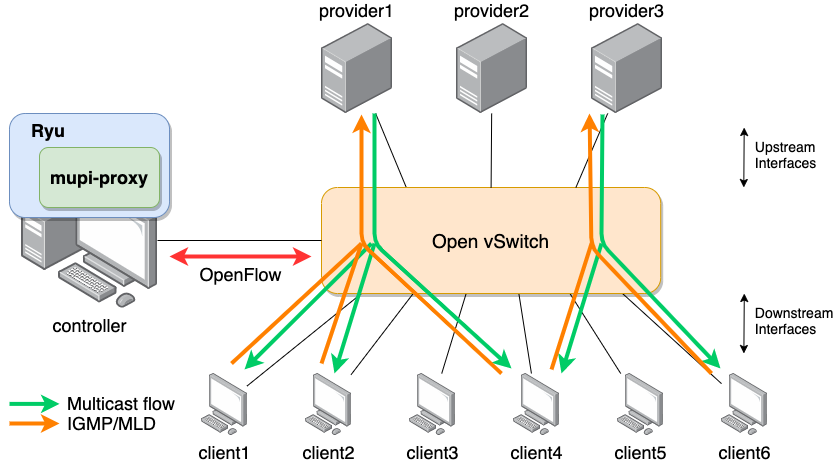 provider1
provider2
provider3
Ryu
mupi-proxy
Upstream
Interfaces
Open vSwitch
OpenFlow
controller
Downstream
Interfaces
Multicast flow
IGMP/MLD
client1
client2
client3
client4
client5
client6